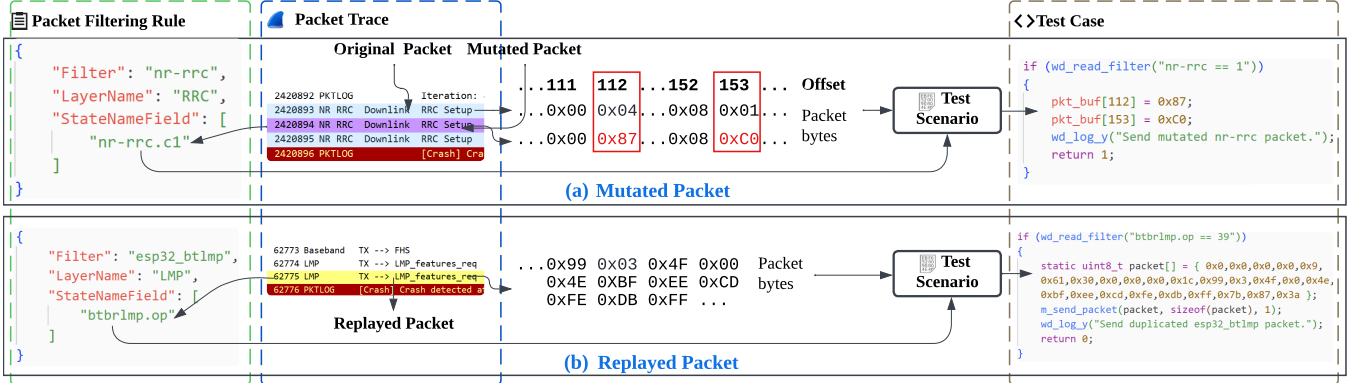 Packet Filtering Rule
Packet Trace
Test Case
{
"Filter": "nr-rrc",
"LayerName": "RRC",
"StateNameField": [
"nr-rrc.c1"
]
}
Original Packet
Mutated Packet
2420892 PKTLOG Iteration:
2420893 NR RRC Downlink RRC Setup
2420894 NR RRC Downlink RRC Setup
2420895 NR RRC Downlink RRC Setup
2420896 PKTLOG [Crash] Cra
...111 112 ...152 153 ... Offset
...0x00 0x04 ...0x08 0x01...
...0x00 0x87 ...0x08 0xC0...
Packet
bytes
Test
Scenario
if (wd_read_filter("nr-rrc == 1"))
{
pkt_buf[112] = 0x87;
pkt_buf[153] = 0xC0;
wd_log_y("Send mutated nr-rrc packet.");
return 1;
}
(a) Mutated Packet
{
"Filter": "esp32_btlmp",
"LayerName": "LMP",
"StateNameField": [
"btbrlmp.op"
]
}
62773 Baseband TX --> FHS
62774 LMP TX --> LMP_features_req
62775 LMP TX --> LMP_features_req
62776 PKTLOG [Crash] Crash detected at
Replayed Packet
...0x99 0x03 0x4F 0x00
0x4E 0xBF 0xEE 0xCD
0xFE 0xDB 0xFF ...
Packet
bytes
Test
Scenario
if (wd_read_filter("btbrlmp.op == 39"))
{
static uint8_t packet[] = { 0x0,0x0,0x0,0x0,0x9,
0x61,0x30,0x0,0x0,0x0,0x1c,0x99,0x3,0x4f,0x0,0x4e,
0xbf,0xee,0xcd,0xfe,0xdb,0xff,0x7b,0x87,0x3a };
m_send_packet(packet, sizeof(packet), 1);
wd_log_y("Send duplicated esp32_btlmp packet.");
return 0;
}
(b) Replayed Packet